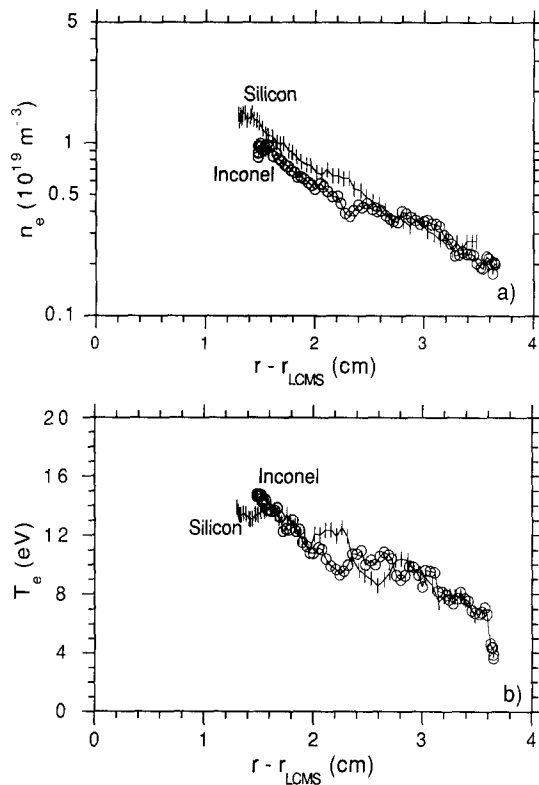 5
Silicon
1
Inconel
0.5
0.1
n_e (10^19 m^-3)
a)
0 1 2 3 4
r - r_LCMS (cm)
20
16
12
8
4
0
Inconel
Silicon
T_e (eV)
b)
0 1 2 3 4
r - r_LCMS (cm)